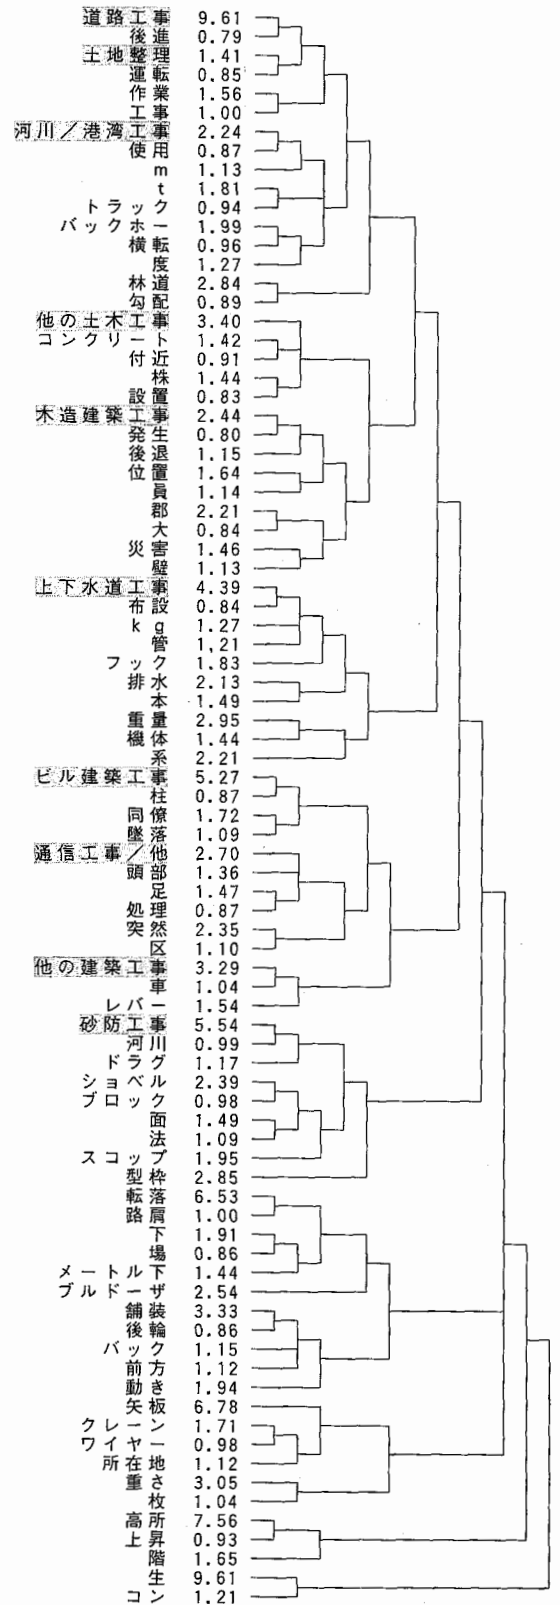 道路工事 9.61
後進 0.79
土地整理 1.41
運転 0.85
作業 1.56
工事 1.00
河川／港湾工事 2.24
使用 0.87
m 1.13
t 1.81
トラック 0.94
バックホー 1.99
横転 0.96
度 1.27
林道 2.84
勾配 0.89
他の土木工事 3.40
コンクリート 1.42
付近 0.91
株 1.44
設置 0.83
木造建築工事 2.44
発生 0.80
後退 1.15
位置 1.64
員 1.14
郡 2.21
大 0.84
災害 1.46
壁 1.13
上下水道工事 4.39
布設 0.84
kg 1.27
管 1.21
フック 1.83
排水 2.13
本 1.49
重量 2.95
機体 1.44
系 2.21
ビル建築工事 5.27
柱 0.87
同僚 1.72
墜落 1.09
通信工事／他 2.70
頭部 1.36
足 1.47
処理 0.87
突然 2.35
区 1.10
他の建築工事 3.29
車 1.04
レバー 1.54
砂防工事 5.54
河川 0.99
ドラグ 1.17
ショベル 2.39
ブロック 0.98
面 1.49
法 1.09
スコップ 1.95
型枠 2.85
転落 6.53
路肩 1.00
下 1.91
場 0.86
メートル下 1.44
ブルドーザ 2.54
舗装 3.33
後輪 0.86
バック 1.15
前方 1.12
動き 1.94
矢板 6.78
クレーン 1.71
ワイヤー 0.98
所在地 1.12
重さ 3.05
枚 1.04
高所 7.56
上昇 0.93
階 1.65
生 9.61
コン 1.21